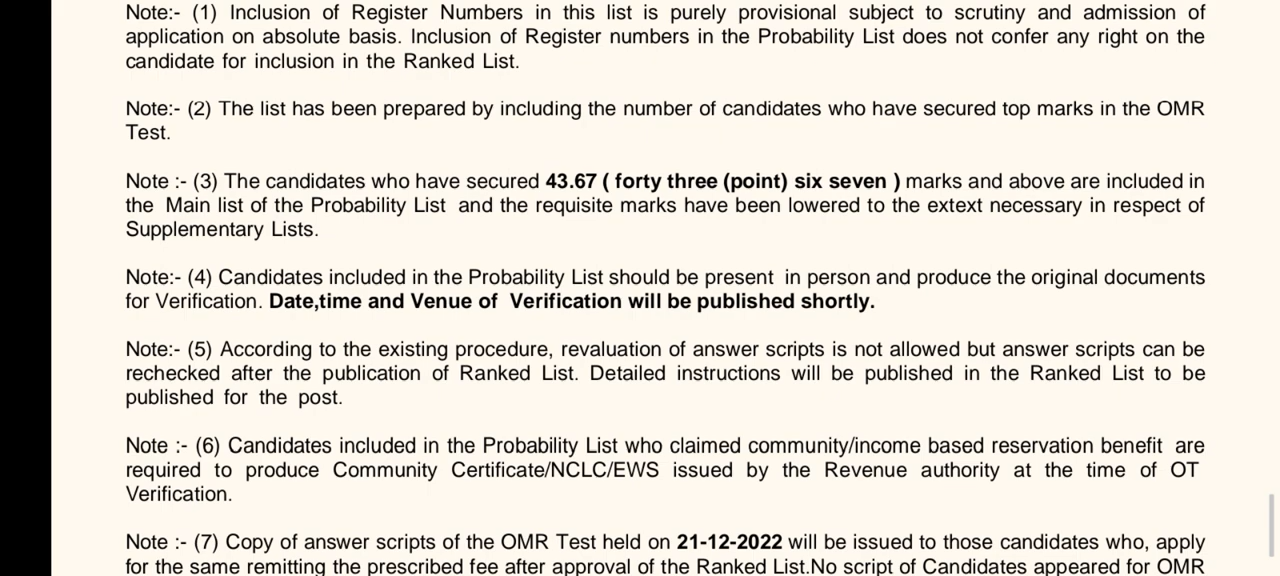 Note:- (1) Inclusion of Register Numbers in this list is purely provisional subject to scrutiny and admission of
application on absolute basis. Inclusion of Register numbers in the Probability List does not confer any right on the
candidate for inclusion in the Ranked List.
Note:- (2) The list has been prepared by including the number of candidates who have secured top marks in the OMR
Test.
Note :- (3) The candidates who have secured 43.67 ( forty three (point) six seven ) marks and above are included in
the Main list of the Probability List and the requisite marks have been lowered to the extext necessary in respect of
Supplementary Lists.
Note:- (4) Candidates included in the Probability List should be present in person and produce the original documents
for Verification. Date,time and Venue of Verification will be published shortly.
Note:- (5) According to the existing procedure, revaluation of answer scripts is not allowed but answer scripts can be
rechecked after the publication of Ranked List. Detailed instructions will be published in the Ranked List to be
published for the post.
Note :- (6) Candidates included in the Probability List who claimed community/income based reservation benefit are
required to produce Community Certificate/NCLC/EWS issued by the Revenue authority at the time of OT
Verification.
Note :- (7) Copy of answer scripts of the OMR Test held on 21-12-2022 will be issued to those candidates who, apply
for the same remitting the prescribed fee after approval of the Ranked List.No script of Candidates appeared for OMR